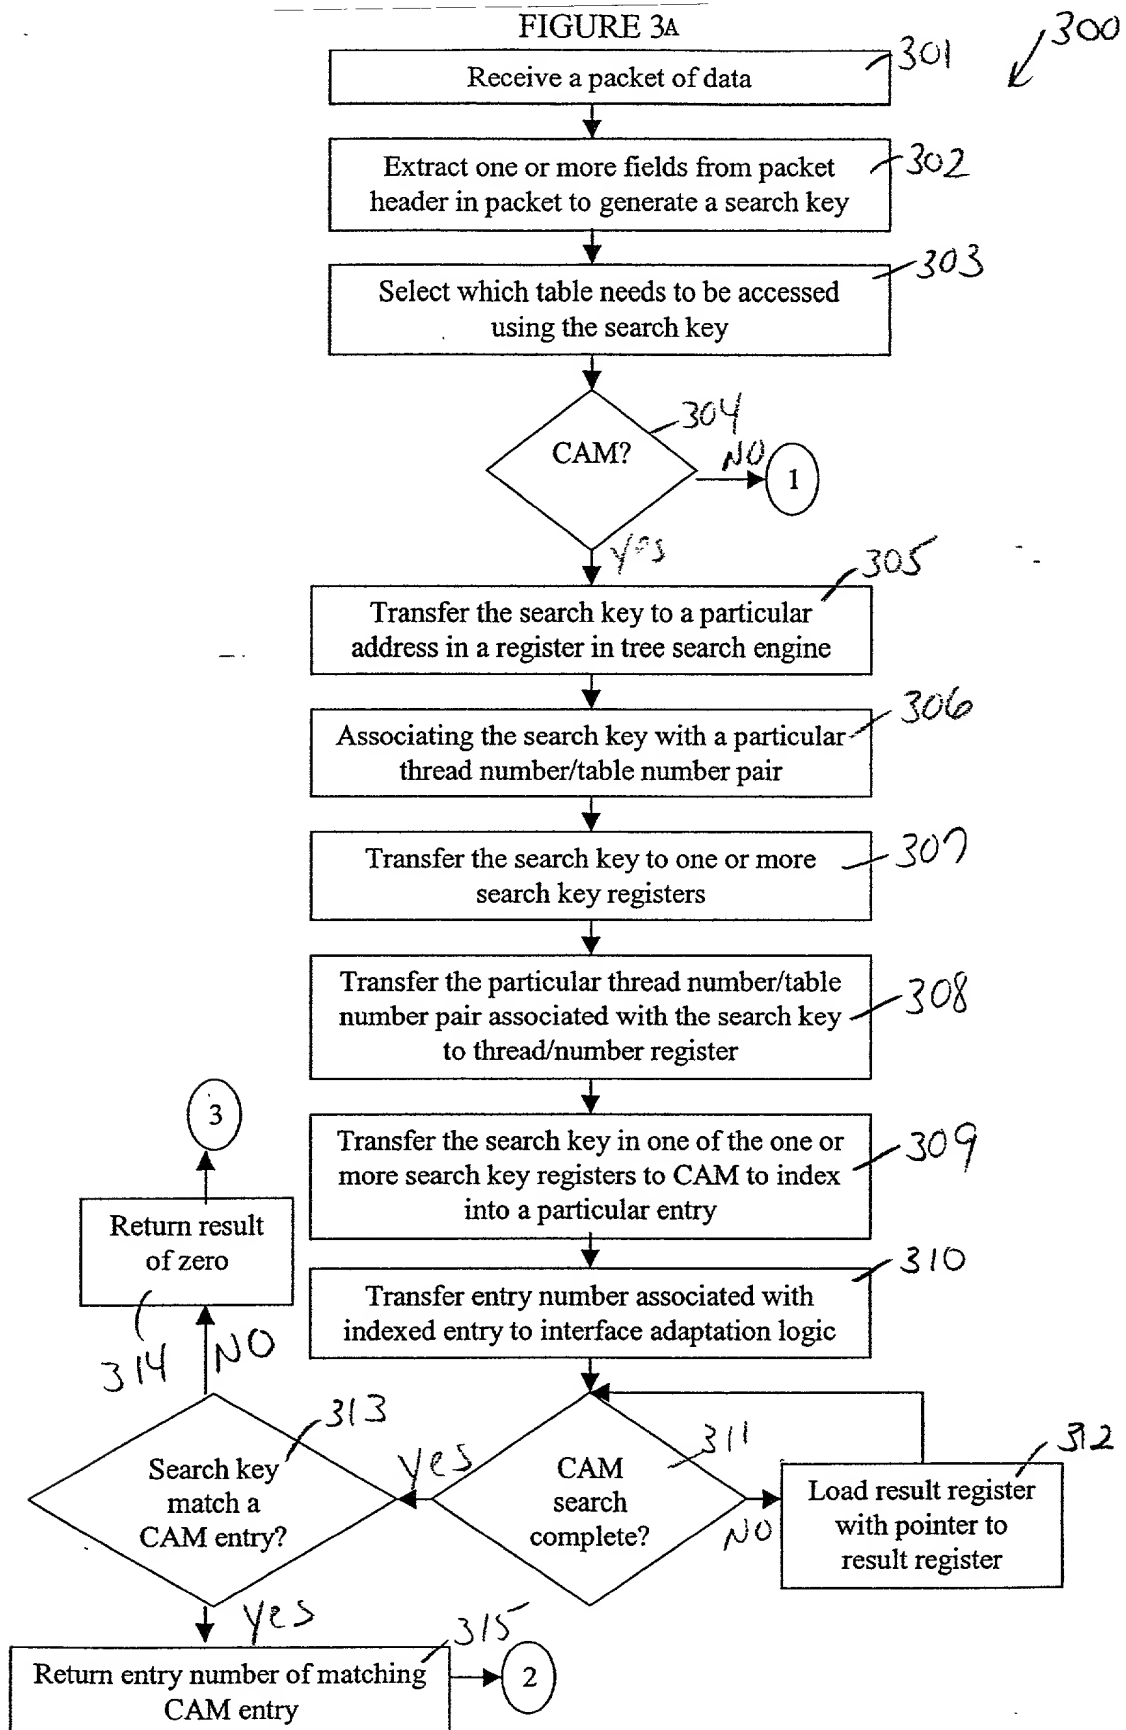 FIGURE 3A
300
301
Receive a packet of data
302
Extract one or more fields from packet
header in packet to generate a search key
303
Select which table needs to be accessed
using the search key
304
CAM?
NO
1
yes
305
Transfer the search key to a particular
address in a register in tree search engine
306
Associating the search key with a particular
thread number/table number pair
307
Transfer the search key to one or more
search key registers
308
Transfer the particular thread number/table
number pair associated with the search key
to thread/number register
309
Transfer the search key in one of the one or
more search key registers to CAM to index
into a particular entry
310
Transfer entry number associated with
indexed entry to interface adaptation logic
311
CAM
search
complete?
NO
312
Load result register
with pointer to
result register
yes
313
Search key
match a
CAM entry?
NO
314
Return result
of zero
3
yes
315
Return entry number of matching
CAM entry
2